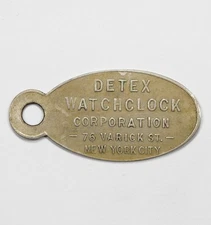 DETEX
WATCHCLOCK
CORPORATION
— 76 VARICK ST. —
NEW YORK CITY